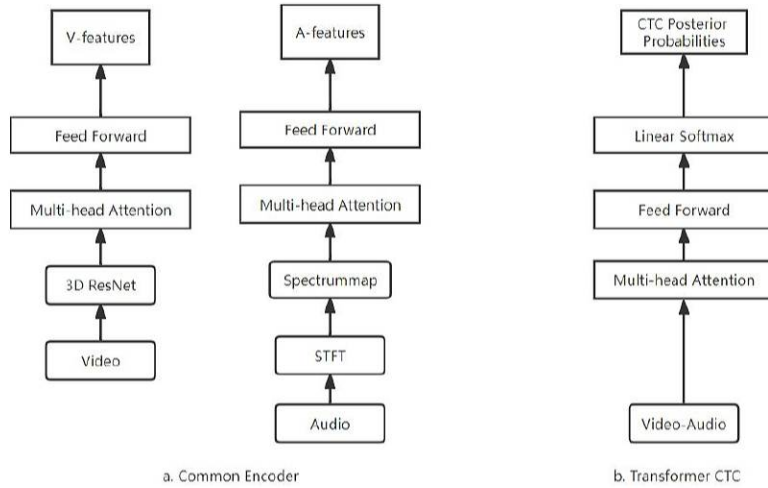 V-features
Feed Forward
Multi-head Attention
3D ResNet
Video
A-features
Feed Forward
Multi-head Attention
Spectrummap
STFT
Audio
a. Common Encoder
CTC Posterior
Probabilities
Linear Softmax
Feed Forward
Multi-head Attention
Video-Audio
b. Transformer CTC